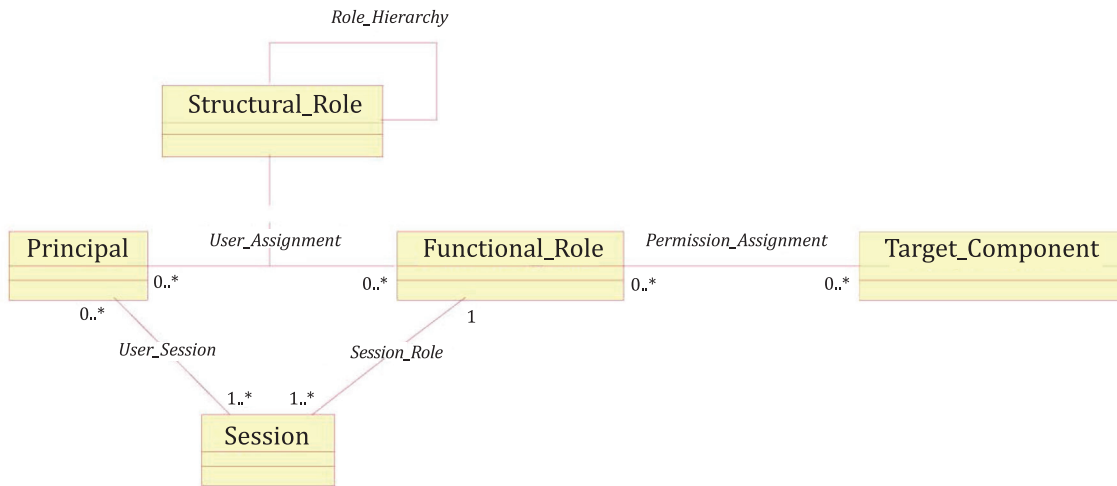 Role_Hierarchy
Structural_Role
Principal
User_Assignment
Functional_Role
Permission_Assignment
Target_Component
0..*
0..*
0..*
0..*
0..*
1
User_Session
Session_Role
1..*
1..*
Session